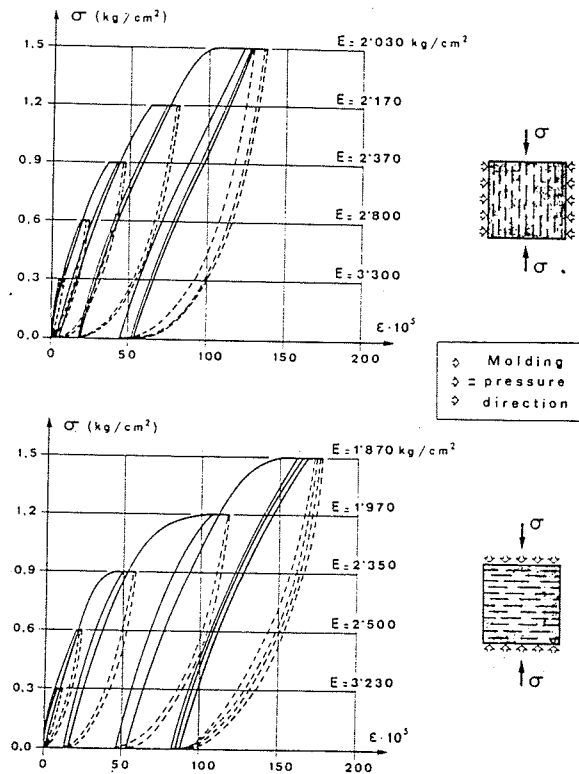 σ (kg/cm²)
1.5
1.2
0.9
0.6
0.3
0.0
E=2'030 kg/cm²
E=2'170
E=2'370
E=2'800
E=3'300
ε·10⁵
0
50
100
150
200
σ
σ
Molding
= pressure
direction
σ (kg/cm²)
1.5
1.2
0.9
0.6
0.3
0.0
E=1'870 kg/cm²
E=1'970
E=2'350
E=2'500
E=3'230
ε·10⁵
0
50
100
150
200
σ
σ